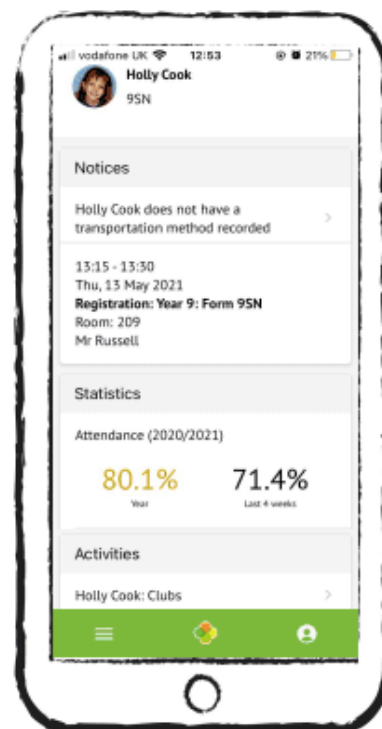 vodafone UK 12:53 21%
Holly Cook
9SN
Notices
Holly Cook does not have a
transportation method recorded
13:15 - 13:30
Thu, 13 May 2021
Registration: Year 9: Form 9SN
Room: 209
Mr Russell
Statistics
Attendance (2020/2021)
80.1% 71.4%
Year Last 4 weeks
Activities
Holly Cook: Clubs